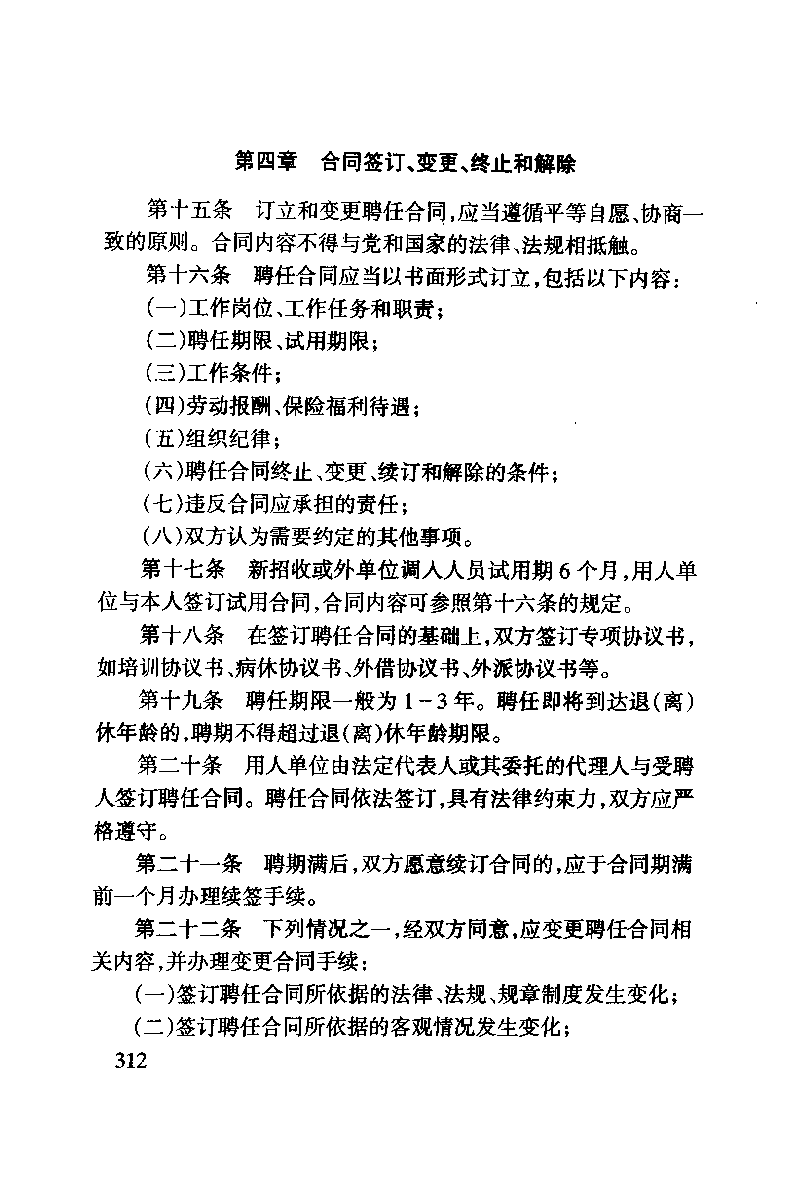 第四章　合同签订、变更、终止和解除
第十五条　订立和变更聘任合同,应当遵循平等自愿、协商一
致的原则。合同内容不得与党和国家的法律、法规相抵触。
第十六条　聘任合同应当以书面形式订立,包括以下内容:
(一)工作岗位、工作任务和职责;
(二)聘任期限、试用期限;
(三)工作条件;
(四)劳动报酬、保险福利待遇;
(五)组织纪律;
(六)聘任合同终止、变更、续订和解除的条件;
(七)违反合同应承担的责任;
(八)双方认为需要约定的其他事项。
第十七条　新招收或外单位调入人员试用期 6 个月,用人单
位与本人签订试用合同,合同内容可参照第十六条的规定。
第十八条　在签订聘任合同的基础上,双方签订专项协议书,
如培训协议书、病休协议书、外借协议书、外派协议书等。
第十九条　聘任期限一般为 1-3 年。聘任即将到达退(离)
休年龄的,聘期不得超过退(离)休年龄期限。
第二十条　用人单位由法定代表人或其委托的代理人与受聘
人签订聘任合同。聘任合同依法签订,具有法律约束力,双方应严
格遵守。
第二十一条　聘期满后,双方愿意续订合同的,应于合同期满
前一个月办理续签手续。
第二十二条　下列情况之一,经双方同意,应变更聘任合同相
关内容,并办理变更合同手续:
(一)签订聘任合同所依据的法律、法规、规章制度发生变化;
(二)签订聘任合同所依据的客观情况发生变化;
312